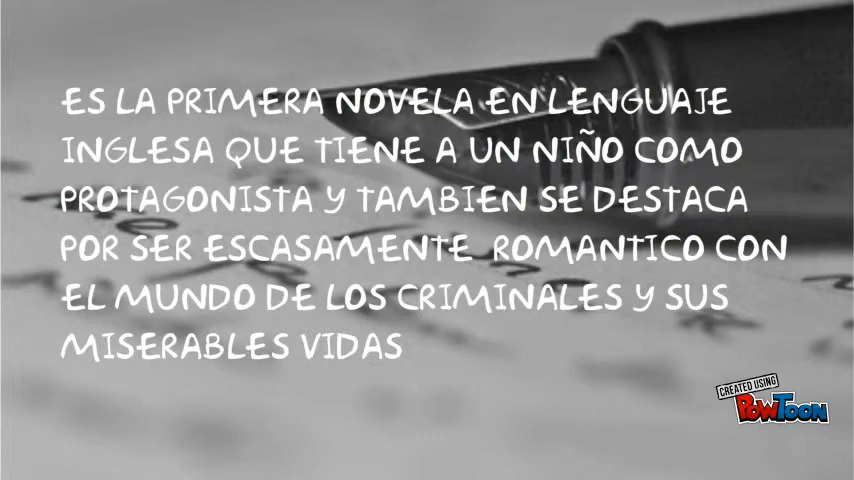 ES LA PRIMERA NOVELA EN LENGUAJE
INGLESA QUE TIENE A UN NIÑO COMO
PROTAGONISTA Y TAMBIEN SE DESTACA
POR SER ESCASAMENTE ROMANTICO CON
EL MUNDO DE LOS CRIMINALES Y SUS
MISERABLES VIDAS
CREATED USING
POWTOON